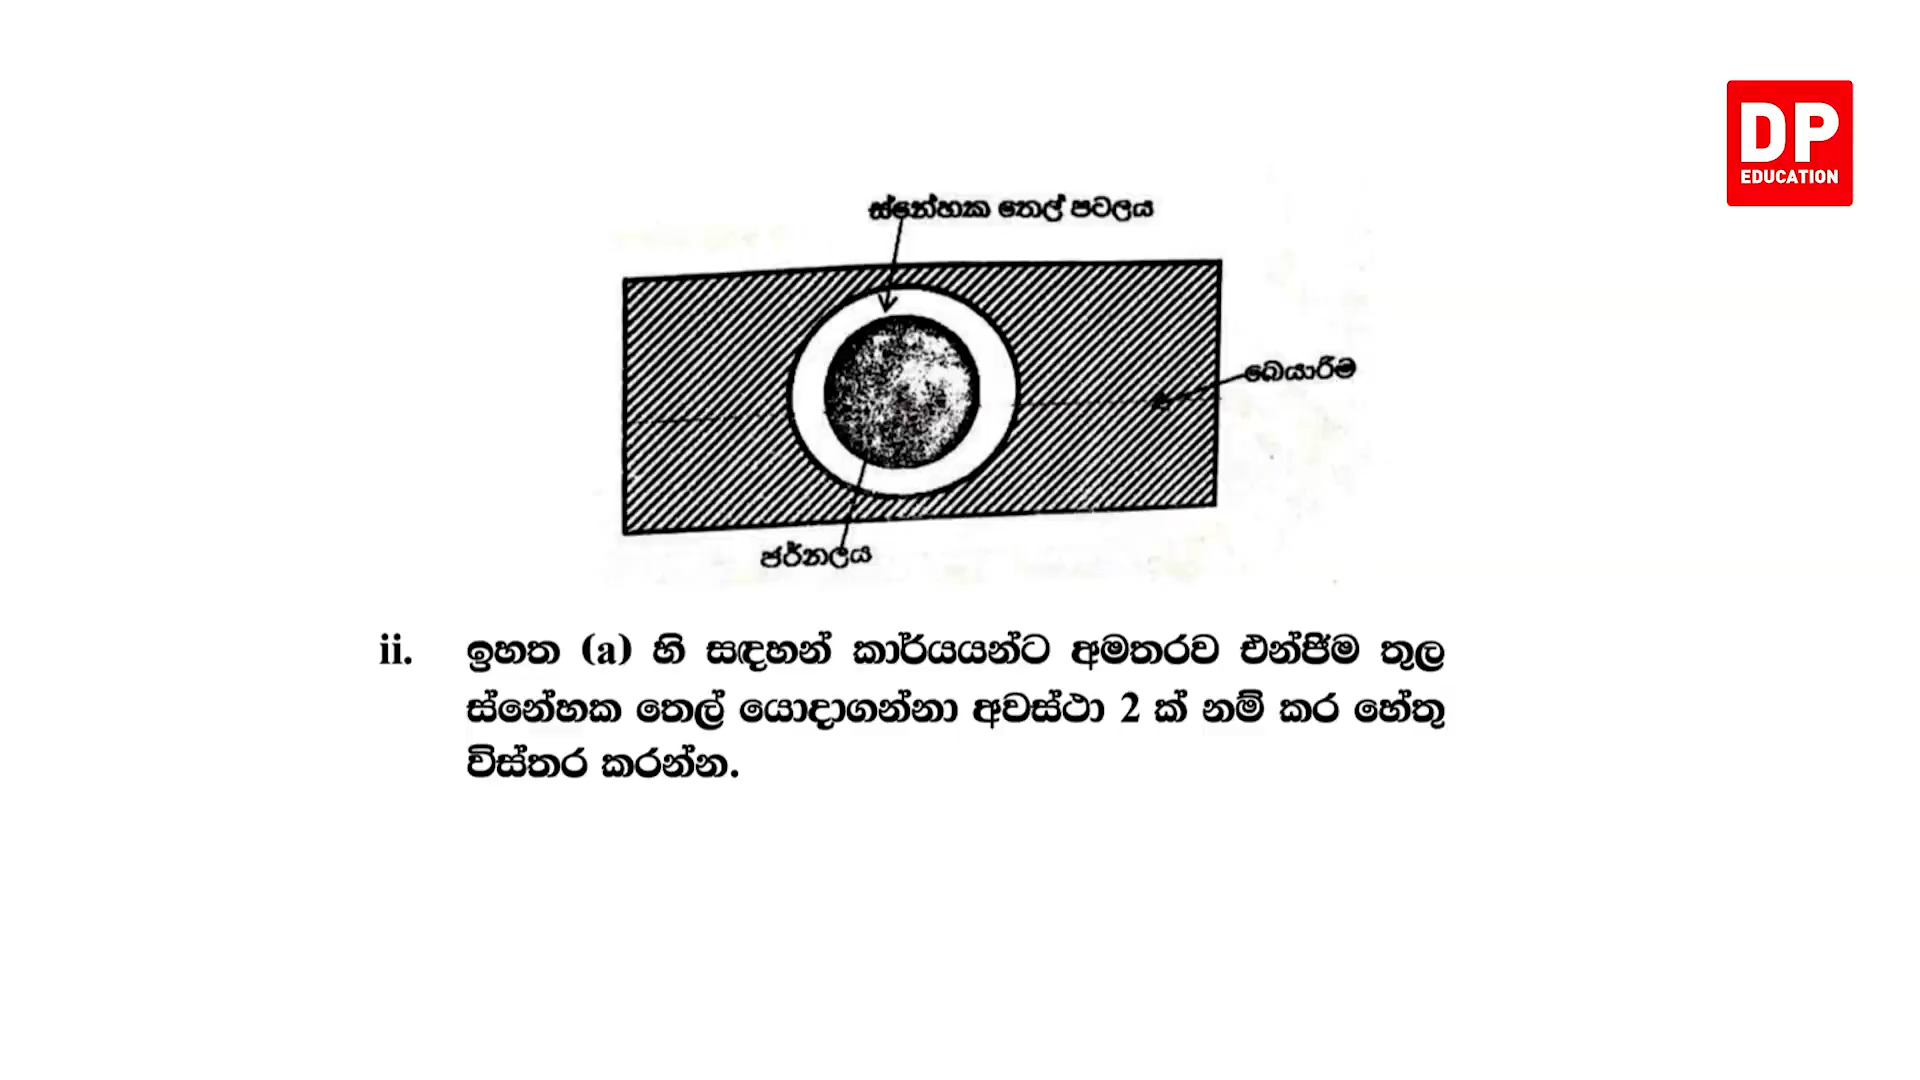 DP
EDUCATION
ස්නේහක තෙල් පටලය
බෙයාරිම
ජර්නලය
ii. ඉහත (a) හි සඳහන් කාර්යයන්ට අමතරව එන්ජිම තුල
ස්නේහක තෙල් යොදාගන්නා අවස්ථා 2 ක් නම් කර හේතු
විස්තර කරන්න.